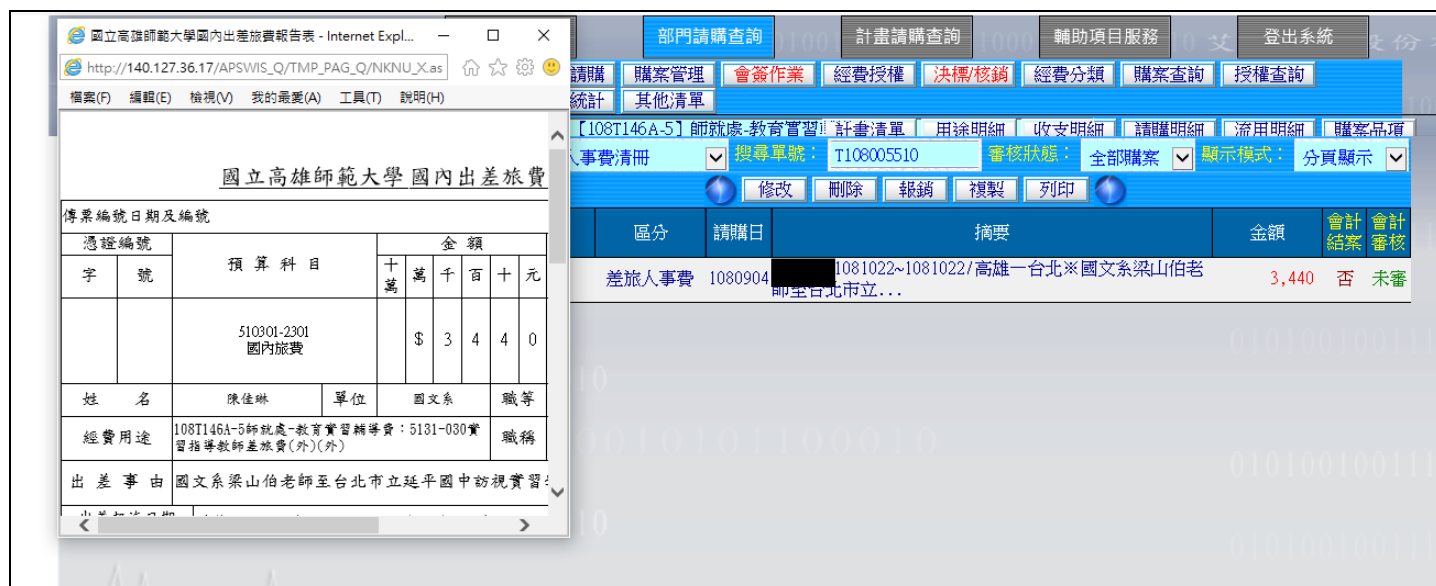 國立高雄師範大學國內出差旅費報告表 - Internet Expl...
http://140.127.36.17/APSWIS_Q/TMP_PAG_Q/NKNU_X.as
檔案(F) 編輯(E) 檢視(V) 我的最愛(A) 工具(T) 說明(H)
國立高雄師範大學 國內出差旅費
傳票編號日期及編號
憑證編號 預算科目 金額
字 號 十萬 萬 千 百 十 元
510301-2301 $ 3 4 4 0
國內旅費
姓名 陳佳琳 單位 國文系 職等
經費用途 108T146A-5師就處-教育實習輔導費:5131-030實習指導教師差旅費(外)(外) 職稱
出差事由 國文系梁山伯老師至台北市立延平國中訪視實習
部門請購查詢 計畫請購查詢 輔助項目服務 登出系統
請購 購案管理 會簽作業 經費授權 決標/核銷 經費分類 購案查詢 授權查詢
統計 其他清單
【108T146A-5】師就處-教育實習 計畫清單 用途明細 收支明細 請購明細 流用明細 購案品項
人事費清冊 搜尋單號: T108005510 審核狀態: 全部購案 顯示模式: 分頁顯示
修改 刪除 報銷 複製 列印
區分 請購日 摘要 金額 會計結案 會計審核
差旅人事費 1080904 1081022~1081022/高雄－台北※國文系梁山伯老師至台北市立... 3,440 否 未審